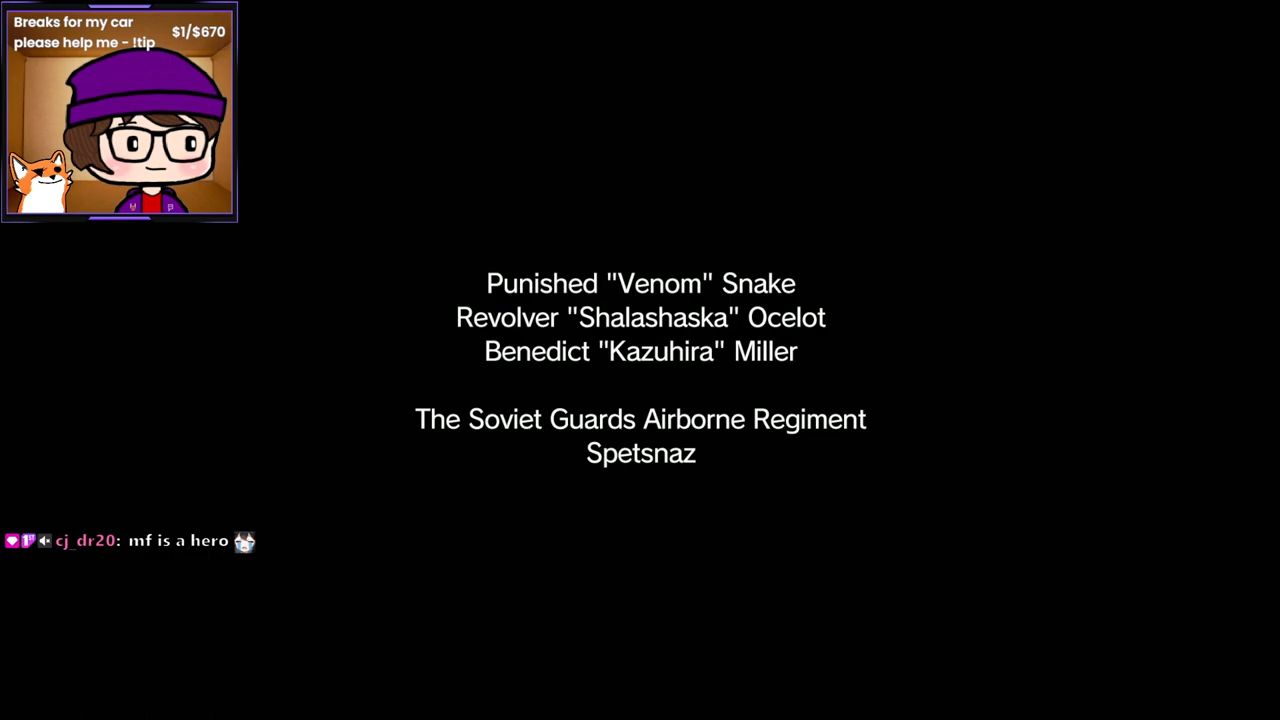 Breaks for my car
please help me - !tip
$1/$670
Punished "Venom" Snake
Revolver "Shalashaska" Ocelot
Benedict "Kazuhira" Miller
The Soviet Guards Airborne Regiment
Spetsnaz
1ST cj_dr20: mf is a hero